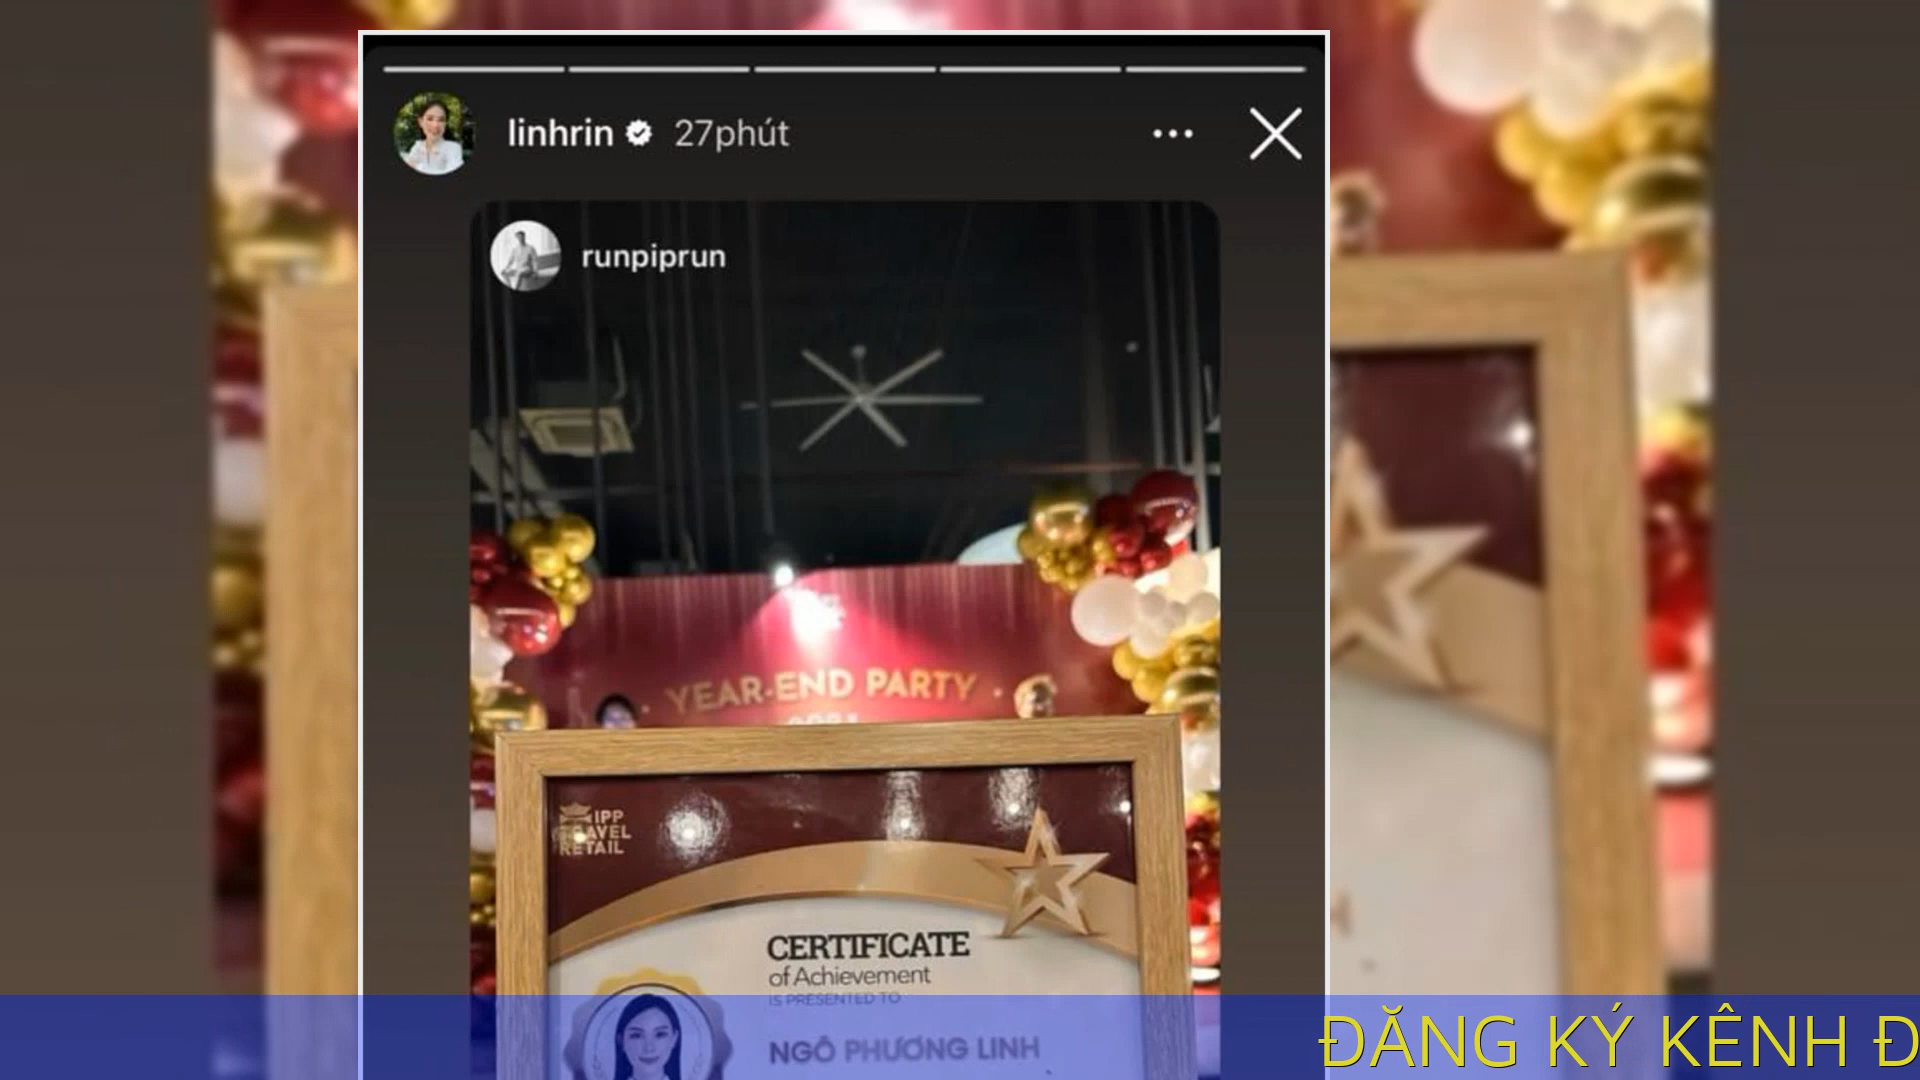 linhrin 27phút
runpiprun
YEAR-END PARTY
IPP
TRAVEL
RETAIL
CERTIFICATE
of Achievement
IS PRESENTED TO
NGÔ PHƯƠNG LINH
ĐĂNG KÝ KÊNH Đ